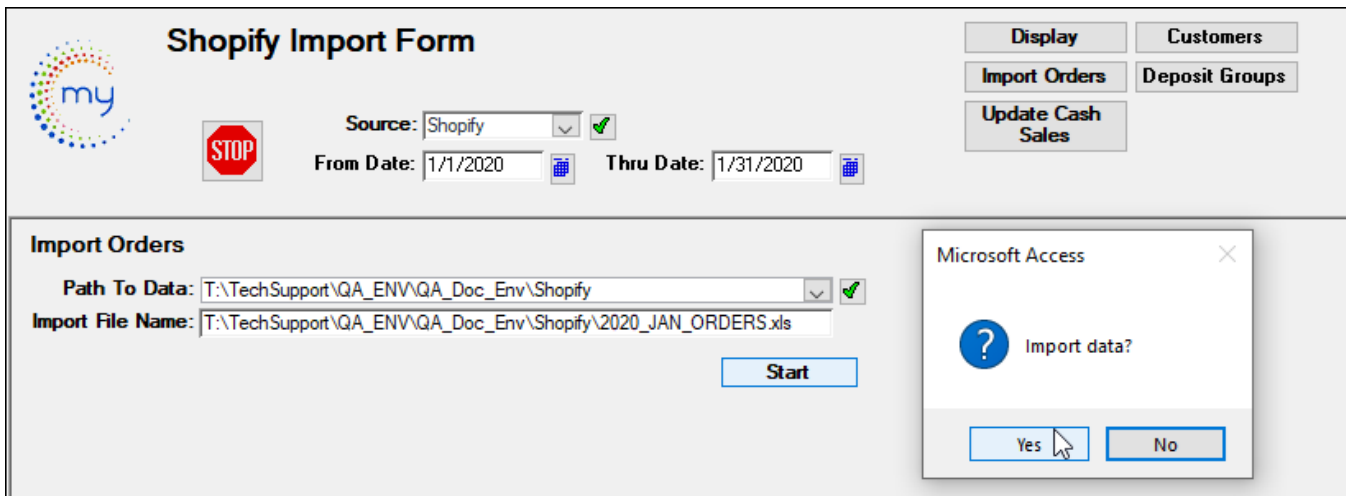 my
Shopify Import Form
STOP
Source: Shopify
From Date: 1/1/2020
Thru Date: 1/31/2020
Display
Customers
Import Orders
Deposit Groups
Update Cash
Sales
Import Orders
Path To Data: T:\TechSupport\QA_ENV\QA_Doc_Env\Shopify
Import File Name: T:\TechSupport\QA_ENV\QA_Doc_Env\Shopify\2020_JAN_ORDERS.xls
Start
Microsoft Access
?
Import data?
Yes
No